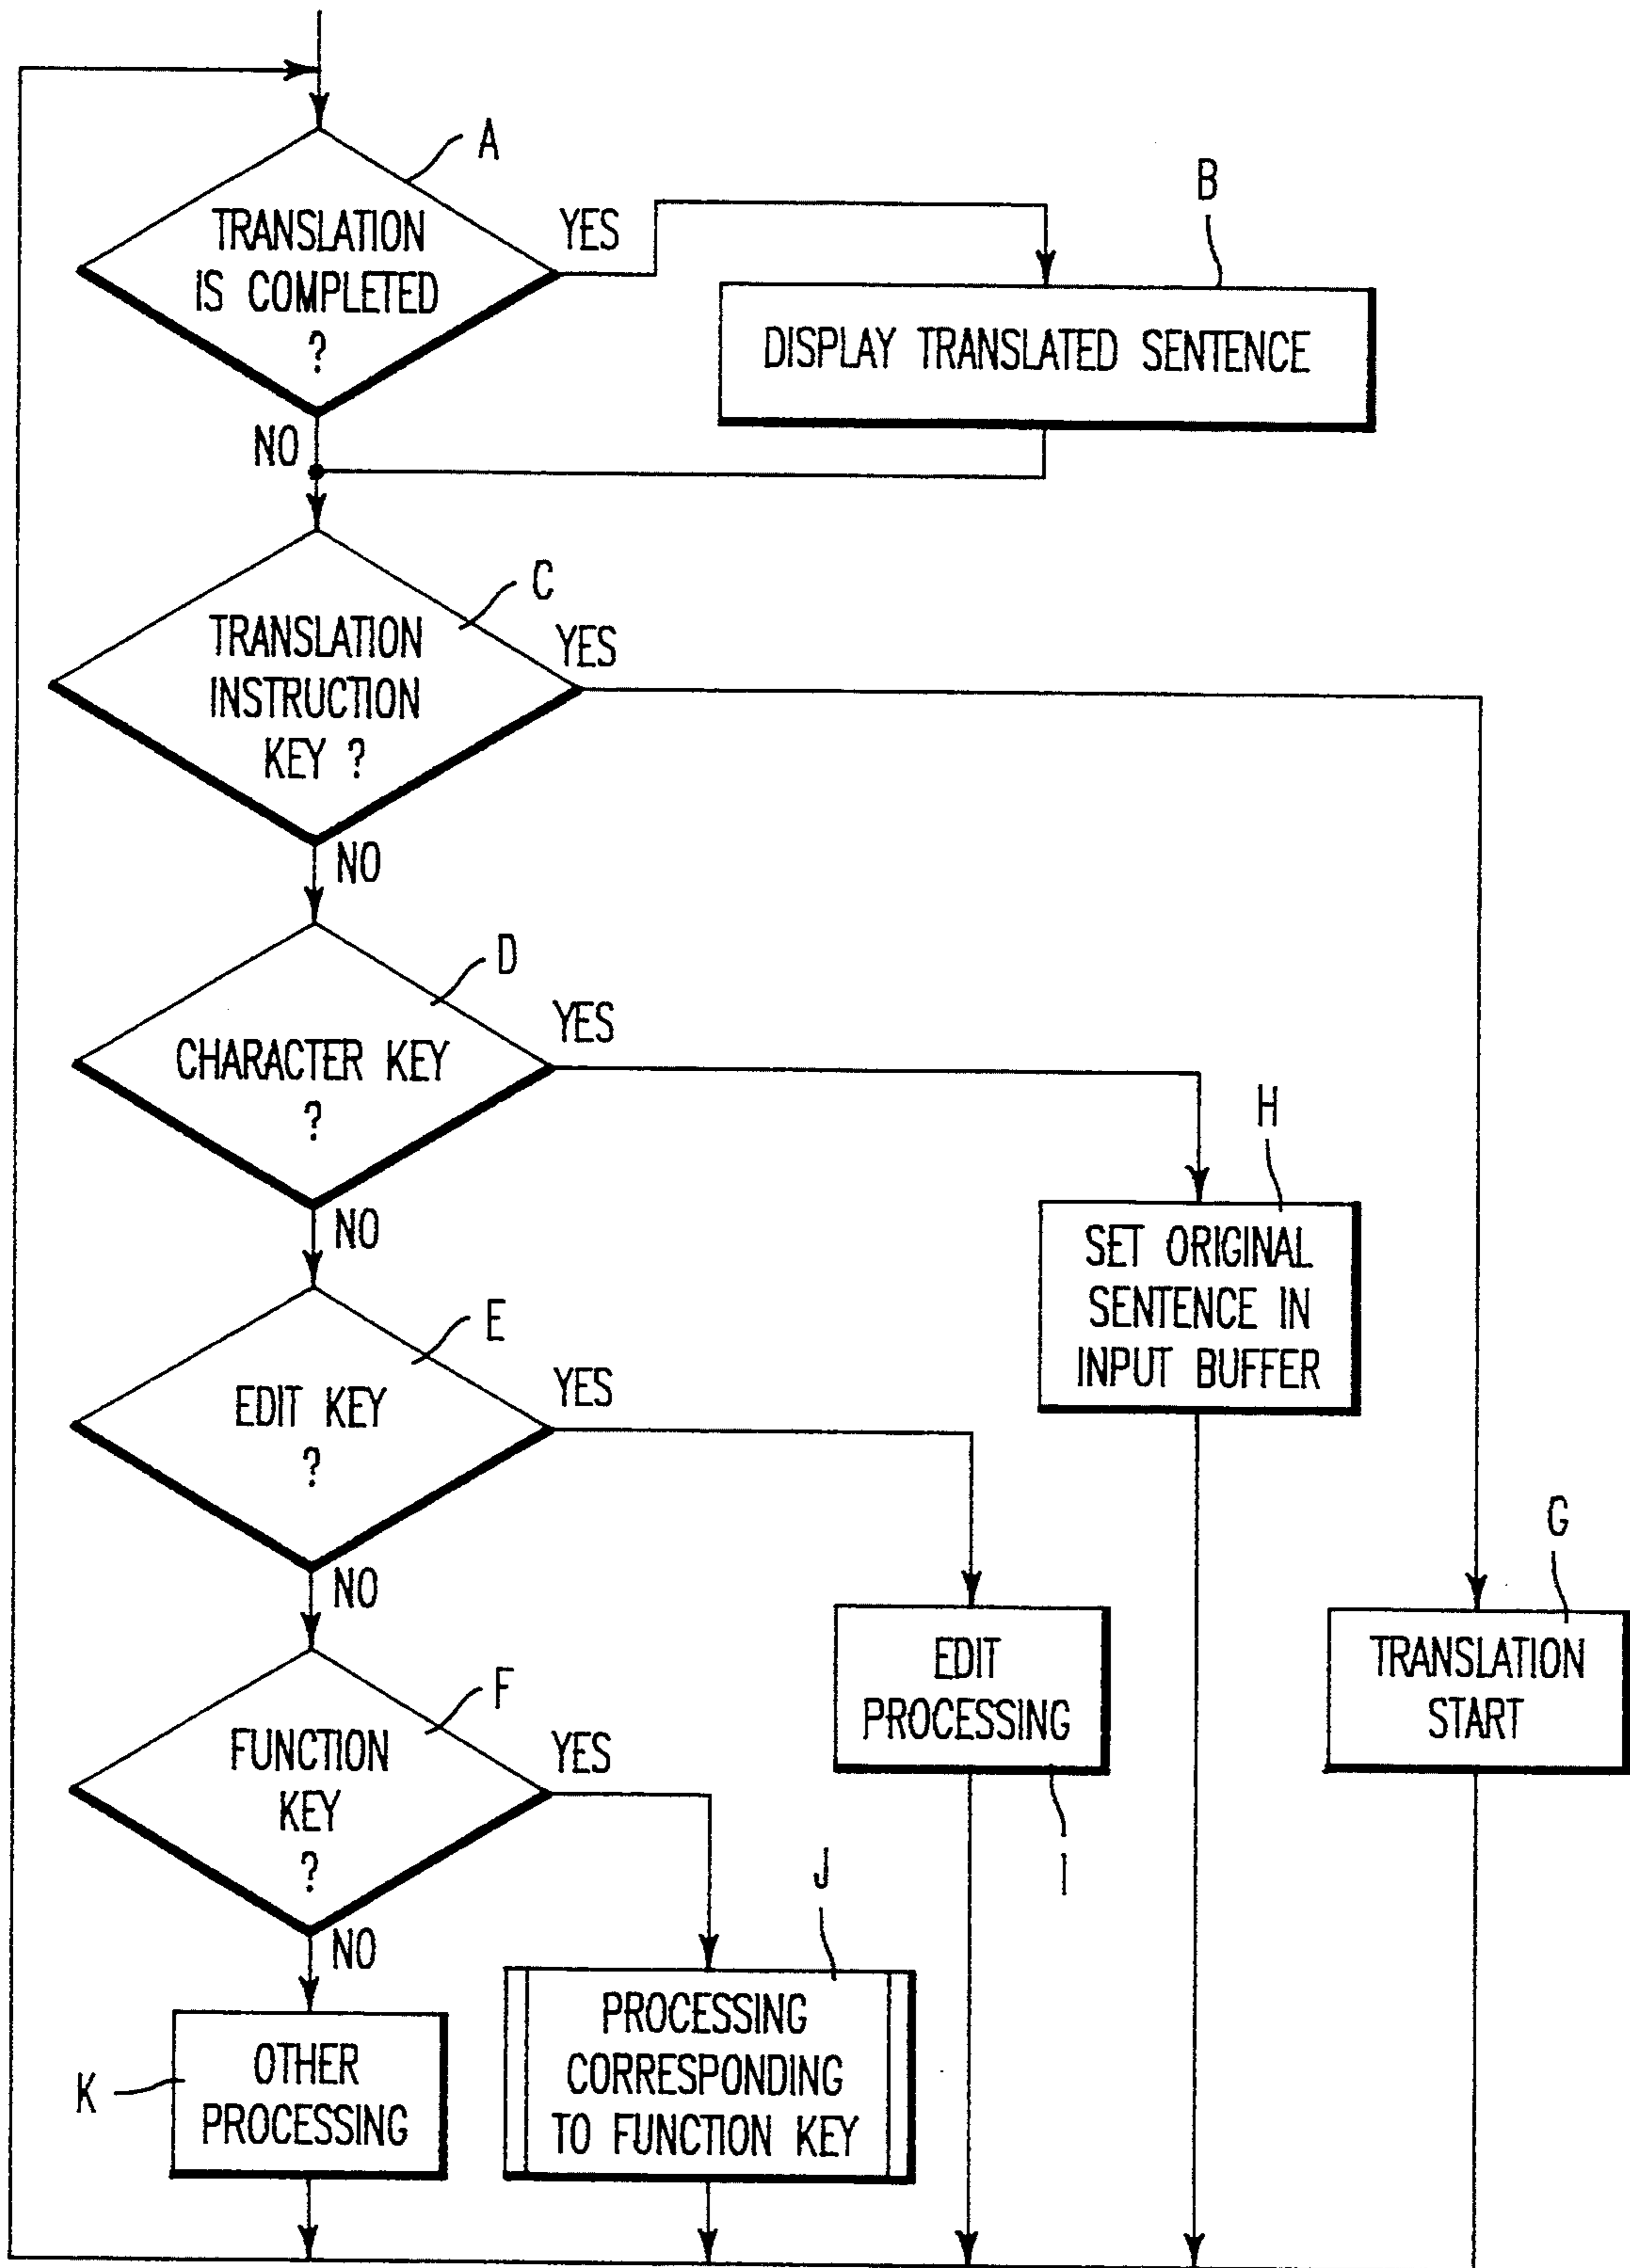 A
TRANSLATION
IS COMPLETED
?
YES
NO
B
DISPLAY TRANSLATED SENTENCE
C
TRANSLATION
INSTRUCTION
KEY ?
YES
NO
D
CHARACTER KEY
?
YES
NO
H
SET ORIGINAL
SENTENCE IN
INPUT BUFFER
E
EDIT KEY
?
YES
NO
G
TRANSLATION
START
EDIT
PROCESSING
I
F
FUNCTION
KEY
?
YES
NO
J
PROCESSING
CORRESPONDING
TO FUNCTION KEY
K
OTHER
PROCESSING